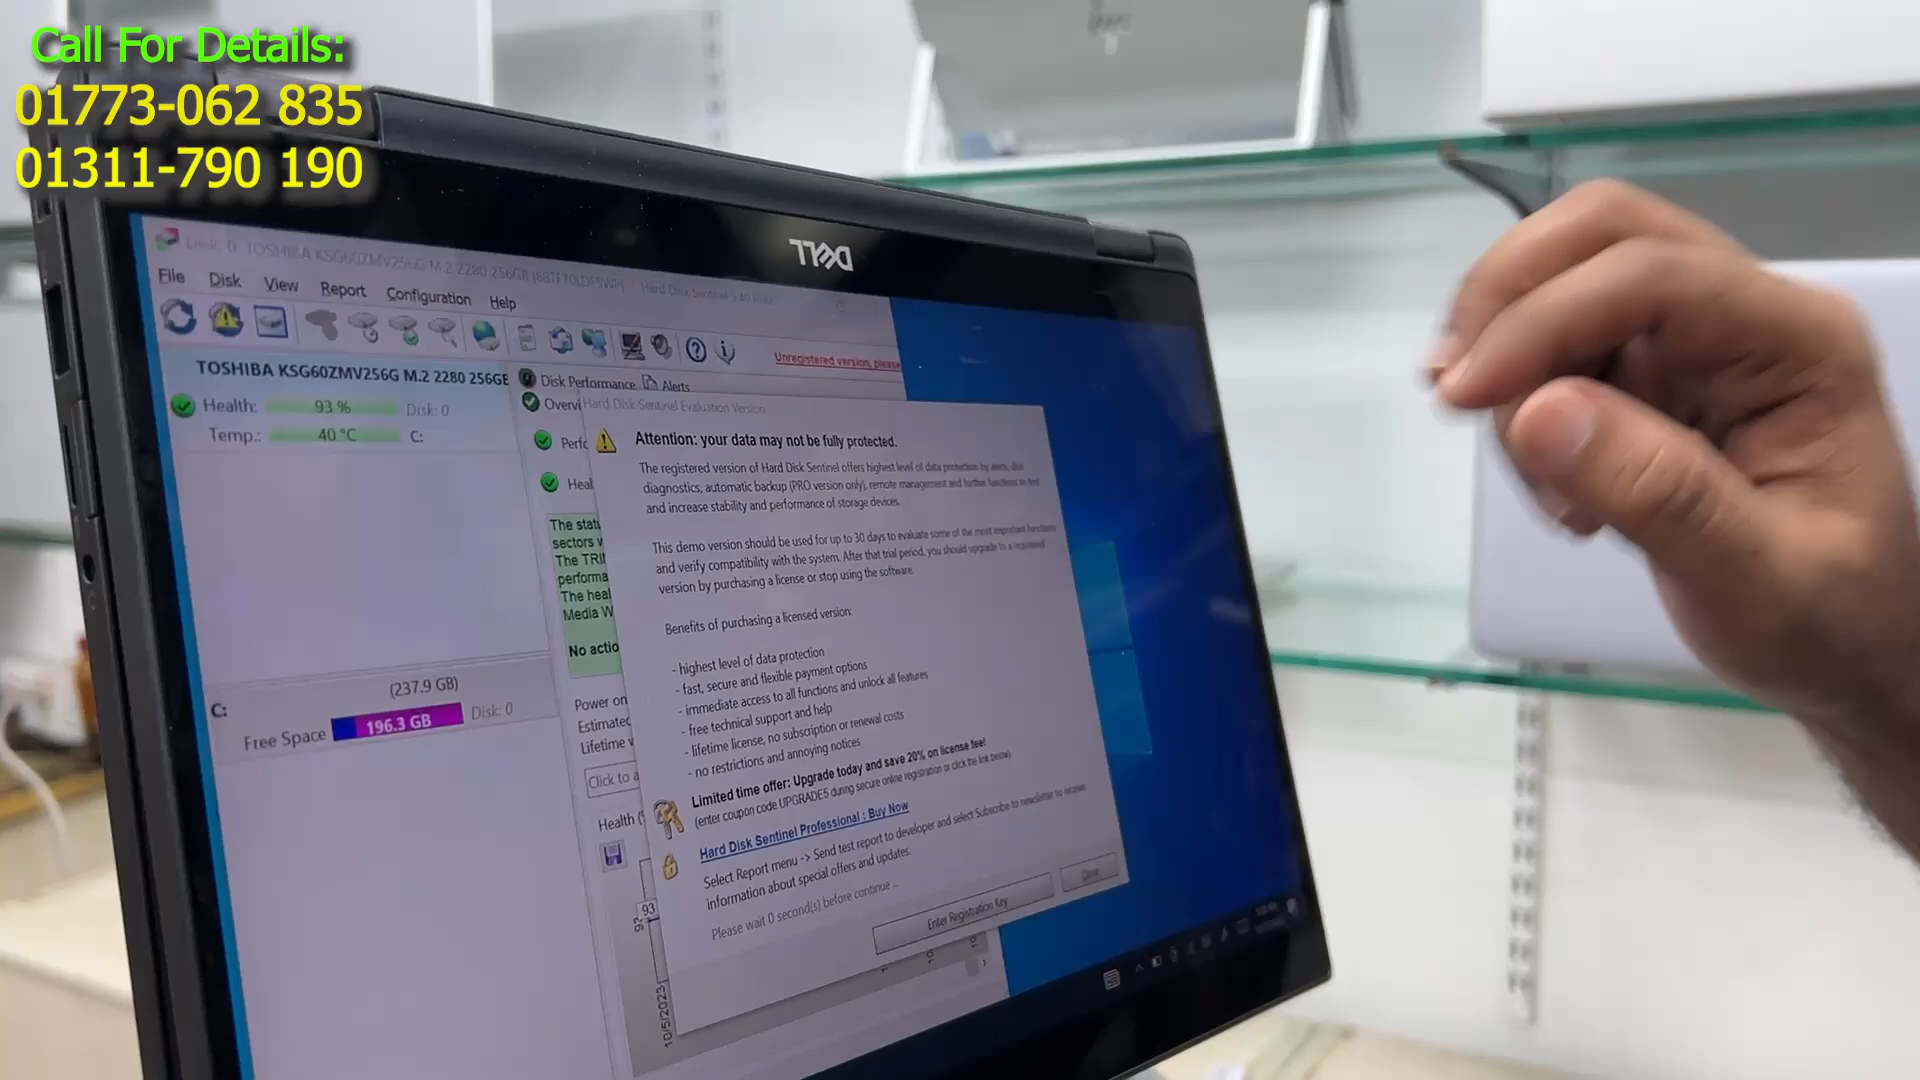 Call For Details:
01773-062 835
01311-790 190
DELL
Disk: 0, TOSHIBA KSG60ZMV256G M.2 2280 256GB
Hard Disk Sentinel
File Disk View Report Configuration Help
Unregistered version, please
TOSHIBA KSG60ZMV256G M.2 2280 256GB
Health: 93 % Disk: 0
Temp.: 40 °C C:
Disk Performance Alerts
Overvi
Perfo
Heal
The statu
sectors
The TRI
performa
The heal
Media W
No actio
Power on
Estimated
Lifetime
Click to a
Health
93
10/5/2023
C: (237.9 GB)
Free Space 196.3 GB Disk: 0
Hard Disk Sentinel Evaluation Version
Attention: your data may not be fully protected.
The registered version of Hard Disk Sentinel offers highest level of data protection by alerts, disk
diagnostics, automatic backup (PRO version only), remote management and further functions to test
and increase stability and performance of storage devices.
This demo version should be used for up to 30 days to evaluate some of the most important functions
and verify compatibility with the system. After that trial period, you should upgrade to a registered
version by purchasing a license or stop using the software.
Benefits of purchasing a licensed version:
- highest level of data protection
- fast, secure and flexible payment options
- immediate access to all functions and unlock all features
- free technical support and help
- lifetime license, no subscription or renewal costs
- no restrictions and annoying notices
Limited time offer: Upgrade today and save 20% on license fee!
(enter coupon code UPGRADE5 during secure online registration or click the link below)
Hard Disk Sentinel Professional : Buy Now
Select Report menu -> Send test report to developer and select Subscribe to newsletter to receive
information about special offers and updates.
Please wait 0 second(s) before continue ..
Enter Registration Key
Close